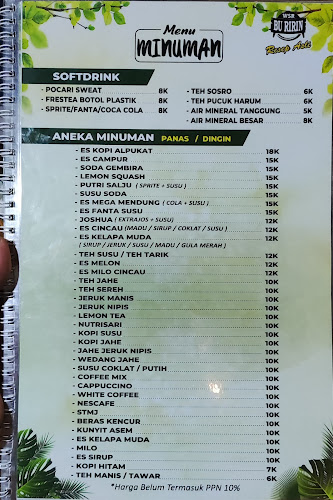 Menu
MINUMAN
WSR
BU RIRIN
Resep Asli
SOFTDRINK
- POCARI SWEAT 8K
- FRESTEA BOTOL PLASTIK 8K
- SPRITE/FANTA/COCA COLA 8K
- TEH SOSRO 6K
- TEH PUCUK HARUM 6K
- AIR MINERAL TANGGUNG 5K
- AIR MINERAL BESAR 8K
ANEKA MINUMAN PANAS / DINGIN
- ES KOPI ALPUKAT 18K
- ES CAMPUR 15K
- SODA GEMBIRA 15K
- LEMON SQUASH 15K
- PUTRI SALJU (SPRITE + SUSU) 15K
- SUSU SODA 15K
- ES MEGA MENDUNG (COLA + SUSU) 15K
- ES FANTA SUSU 15K
- JOSHUA (EXTRAJOS + SUSU) 12K
- ES CINCAU (MADU / SIRUP / COKLAT / SUSU) 12K
- ES KELAPA MUDA 12K
(SIRUP / JERUK / SUSU / MADU / GULA MERAH)
- TEH SUSU / TEH TARIK 12K
- ES MELON 12K
- ES MILO CINCAU 12K
- TEH JAHE 10K
- TEH SEREH 10K
- JERUK MANIS 10K
- JERUK NIPIS 10K
- LEMON TEA 10K
- NUTRISARI 10K
- KOPI SUSU 10K
- KOPI JAHE 10K
- JAHE JERUK NIPIS 10K
- WEDANG JAHE 10K
- SUSU COKLAT / PUTIH 10K
- COFFEE MIX 10K
- CAPPUCCINO 10K
- WHITE COFFEE 10K
- NESCAFE 10K
- STMJ 10K
- BERAS KENCUR 10K
- KUNYIT ASEM 10K
- ES KELAPA MUDA 10K
- MILO 10K
- ES SIRUP 10K
- KOPI HITAM 7K
- TEH MANIS / TAWAR 6K
*Harga Belum Termasuk PPN 10%